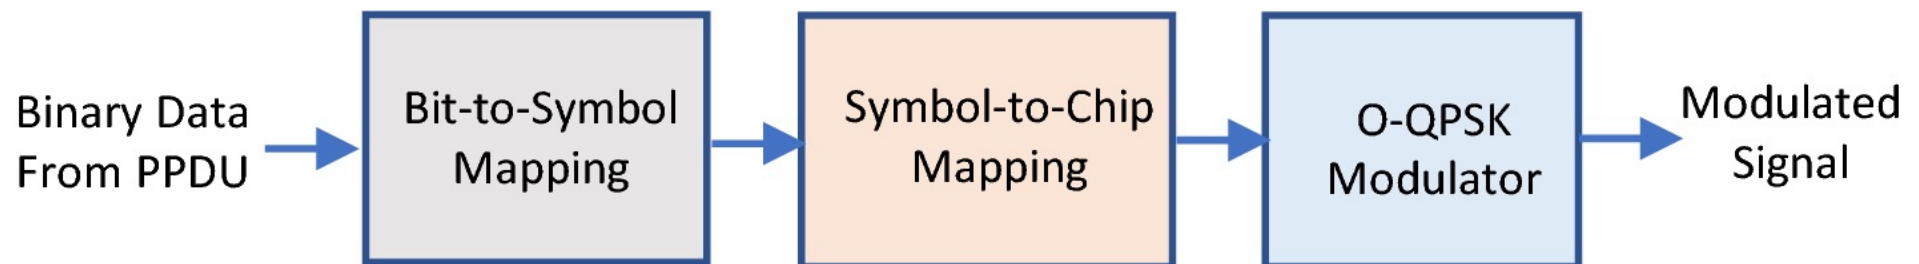 Binary Data
From PPDU
Bit-to-Symbol
Mapping
Symbol-to-Chip
Mapping
O-QPSK
Modulator
Modulated
Signal